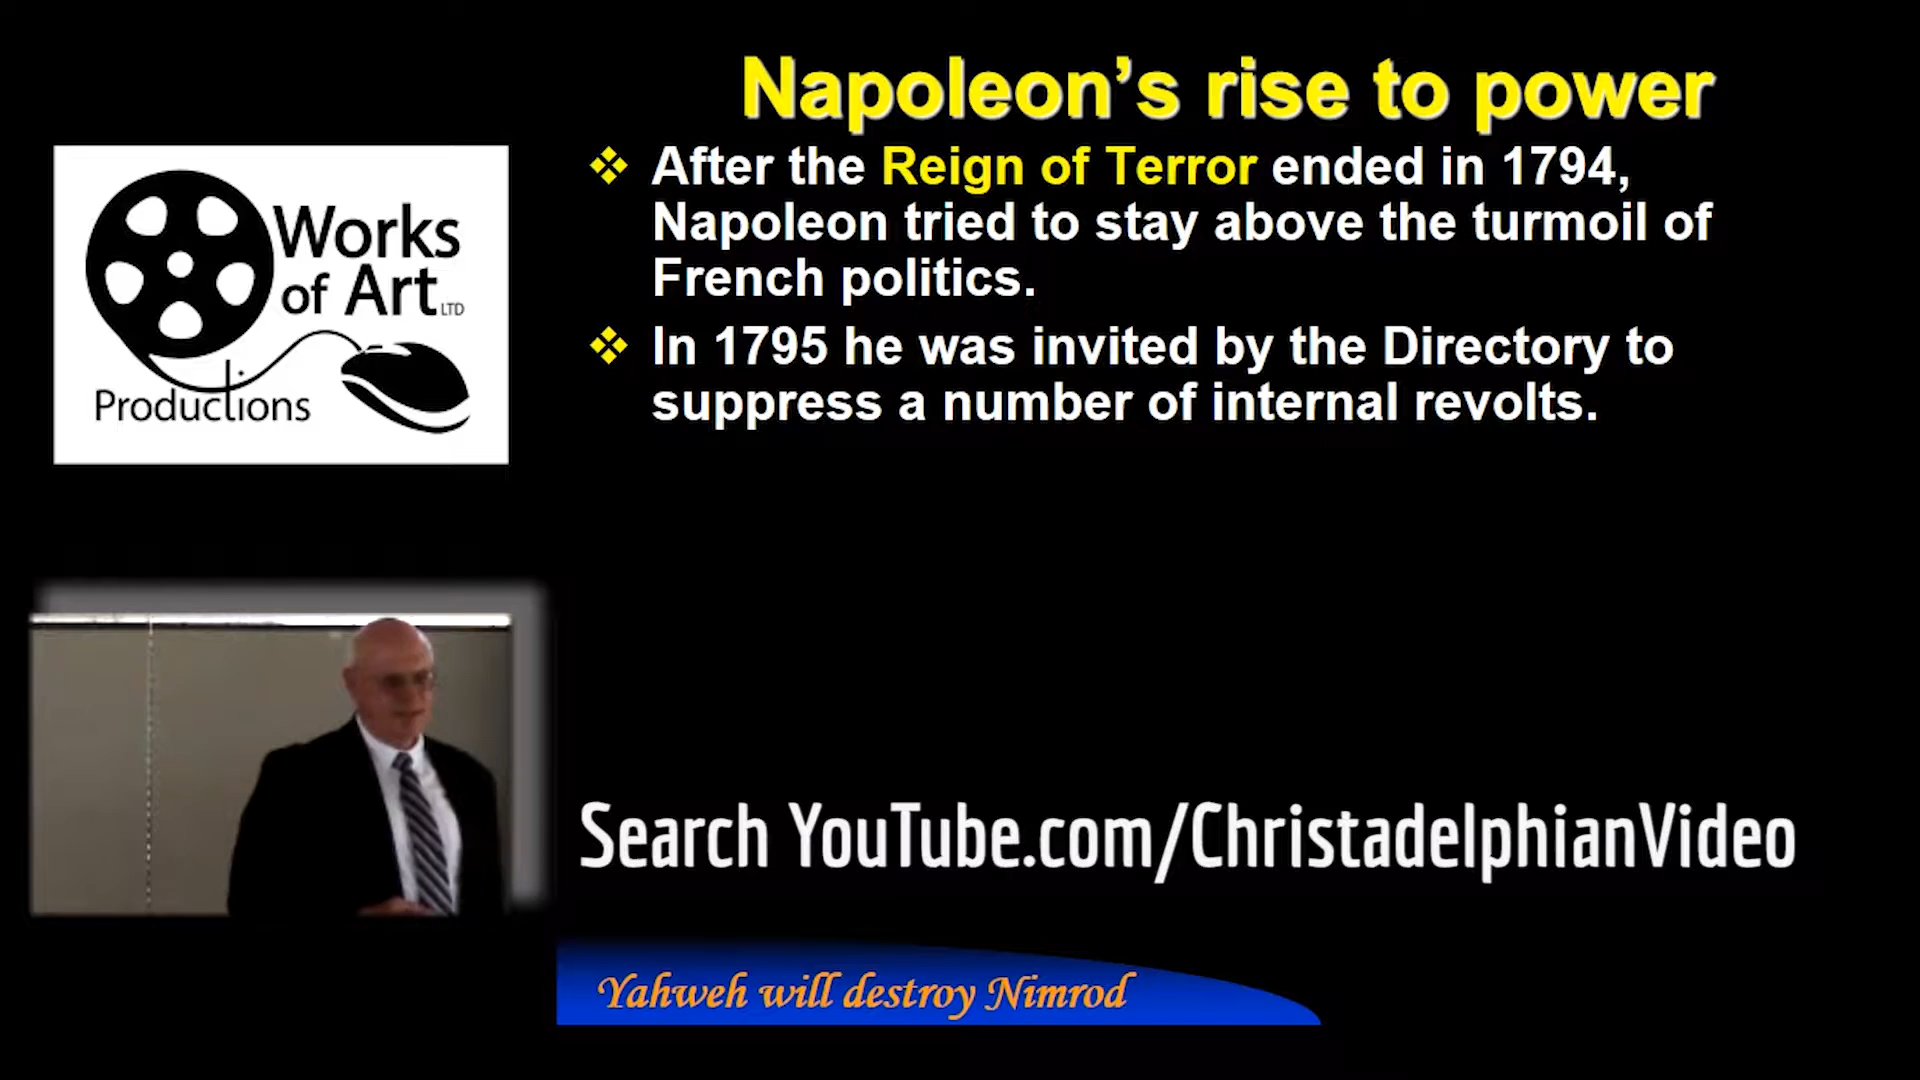 Napoleon's rise to power
❖ After the Reign of Terror ended in 1794,
Napoleon tried to stay above the turmoil of
French politics.
❖ In 1795 he was invited by the Directory to
suppress a number of internal revolts.
Works
of Art LTD
Productions
Search YouTube.com/ChristadelphianVideo
Yahweh will destroy Nimrod